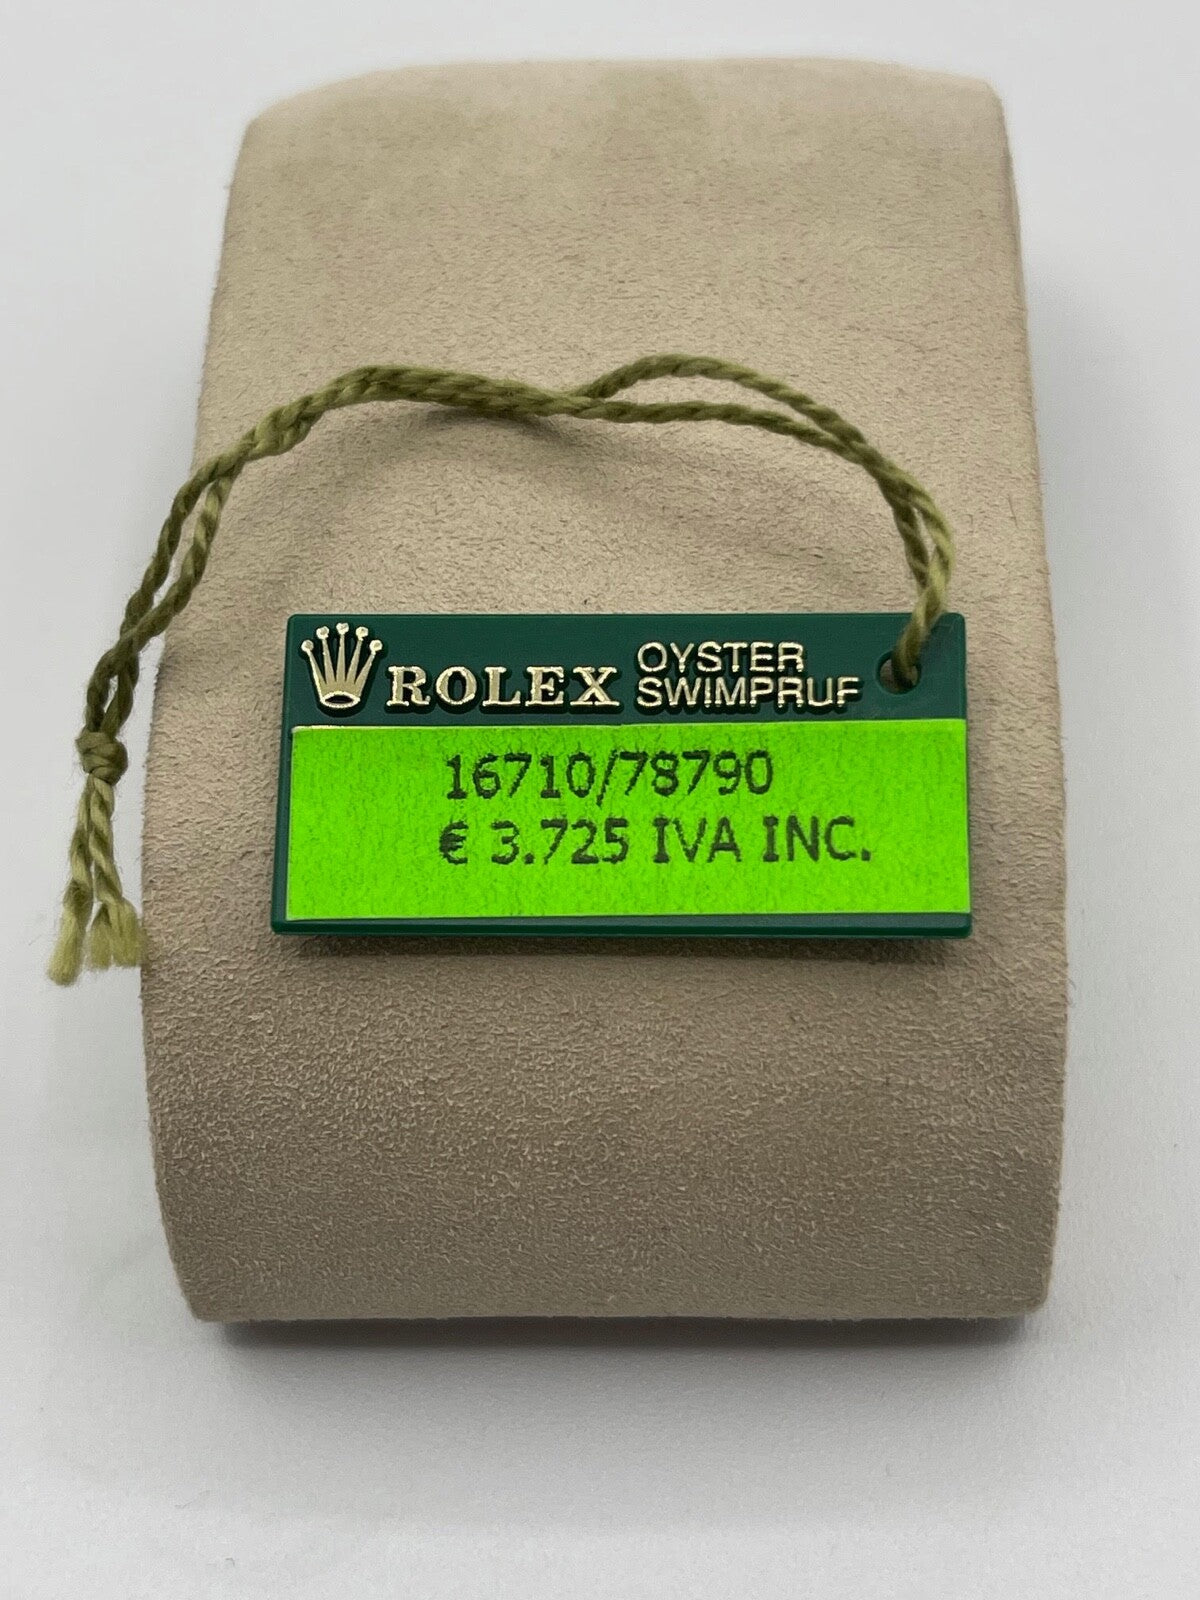 ROLEX OYSTER
SWIMPRUF
16710/78790
€ 3.725 IVA INC.